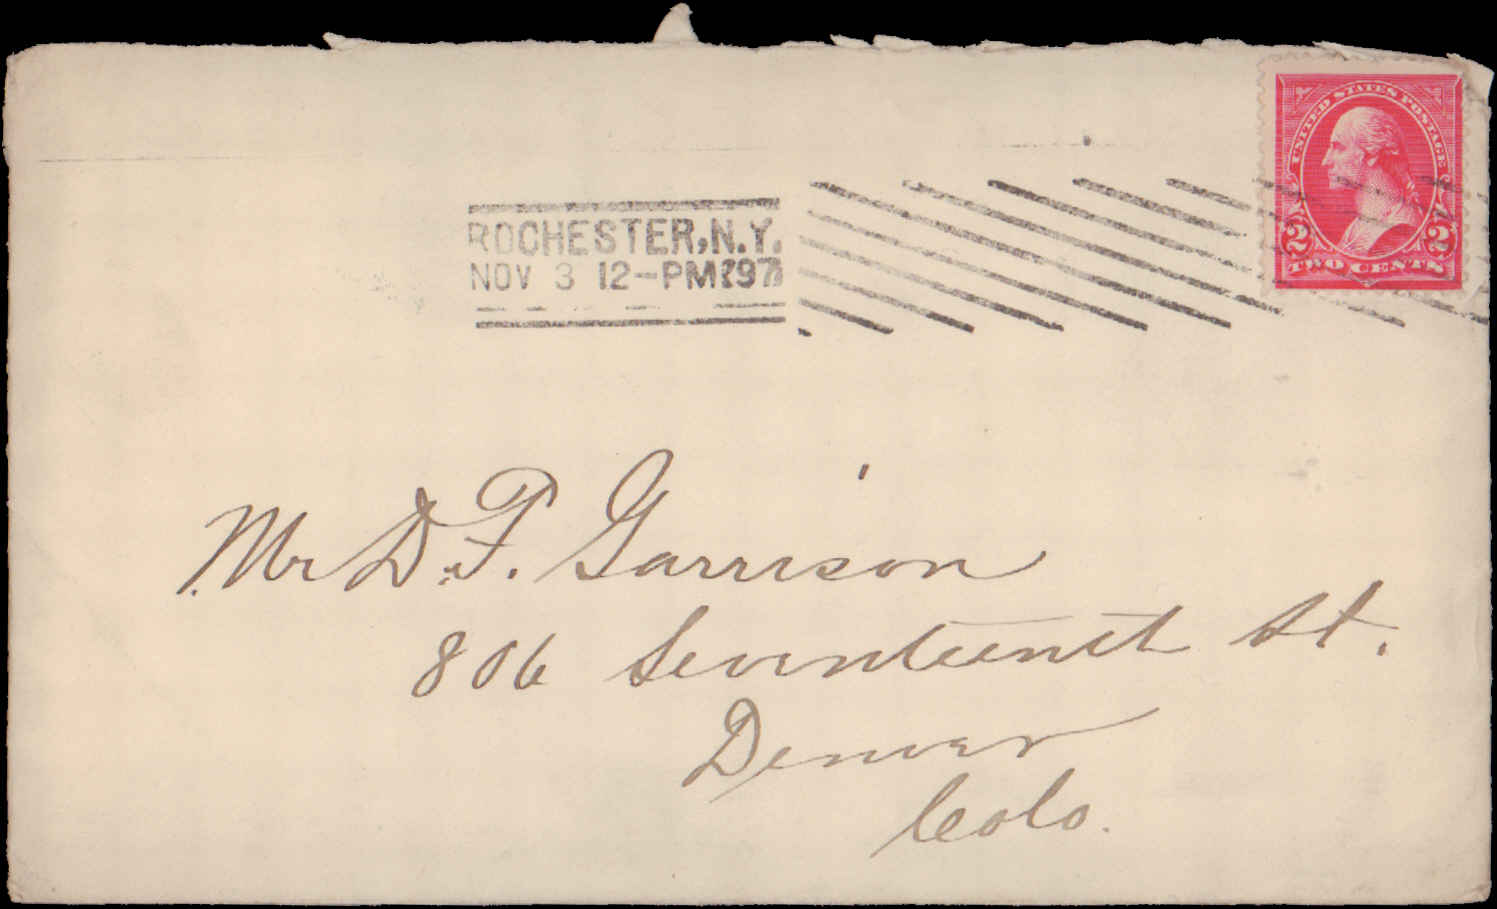 UNITED STATES POSTAGE
2 2
TWO CENTS
ROCHESTER, N.Y.
NOV 3 12-PM 97
Mr D. F. Garrison
806 Seventeenth St.
Denver
Colo.